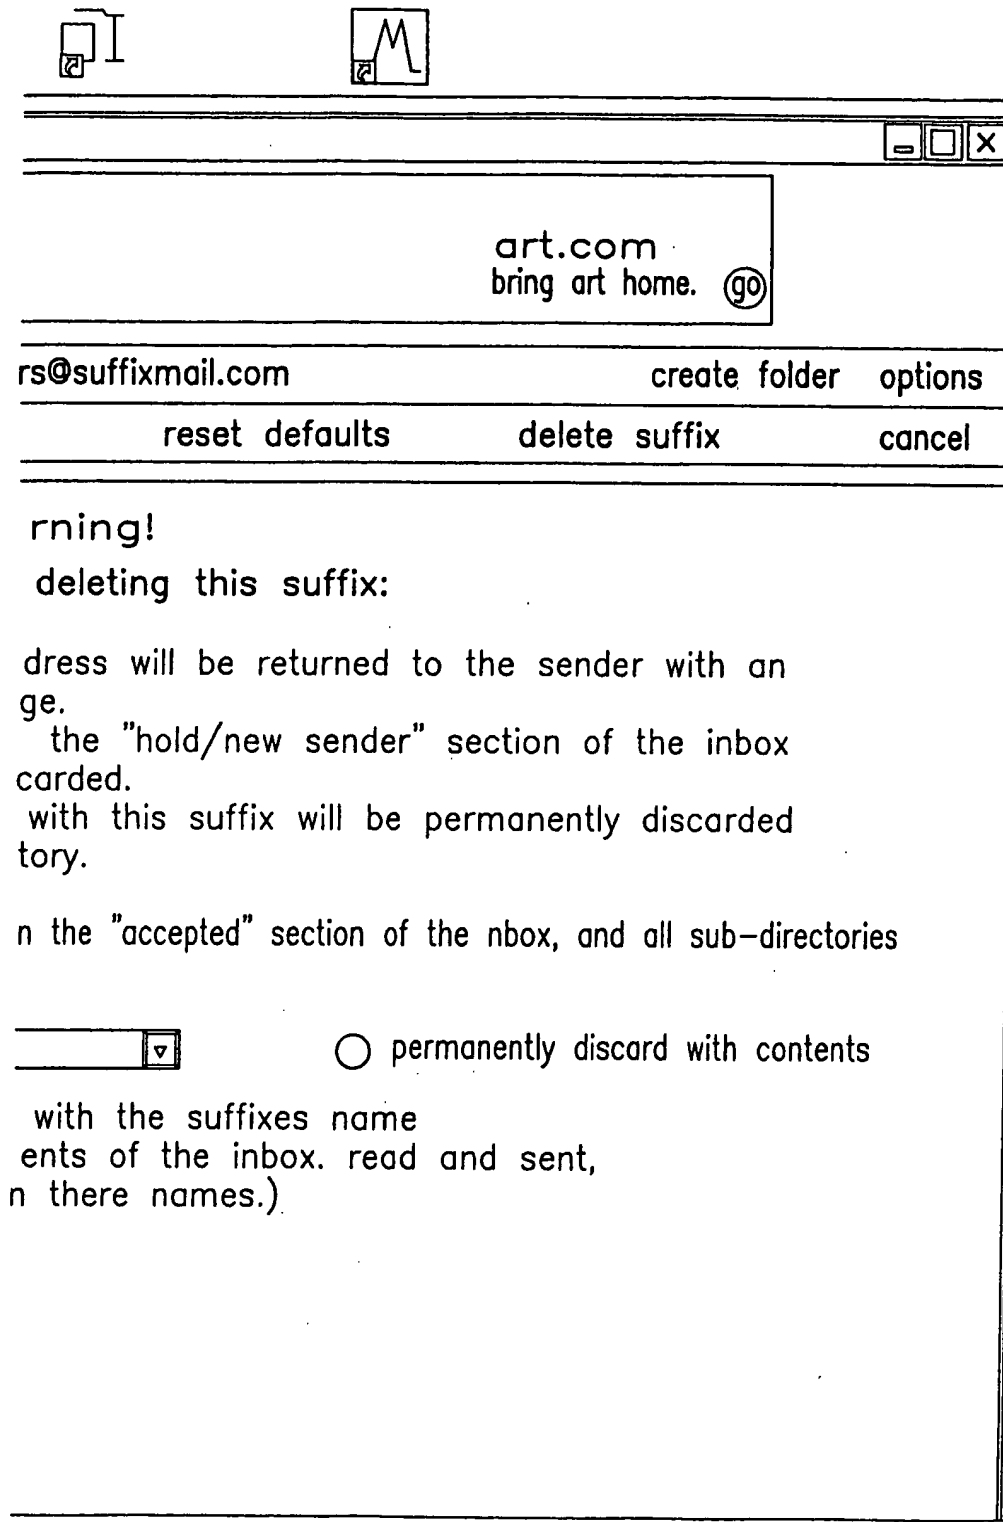 art.com
bring art home. go
rs@suffixmail.com create folder options
reset defaults delete suffix cancel
rning!
deleting this suffix:
dress will be returned to the sender with an
ge.
the "hold/new sender" section of the inbox
carded.
with this suffix will be permanently discarded
tory.
n the "accepted" section of the nbox, and all sub-directories
permanently discard with contents
with the suffixes name
ents of the inbox. read and sent,
n there names.)